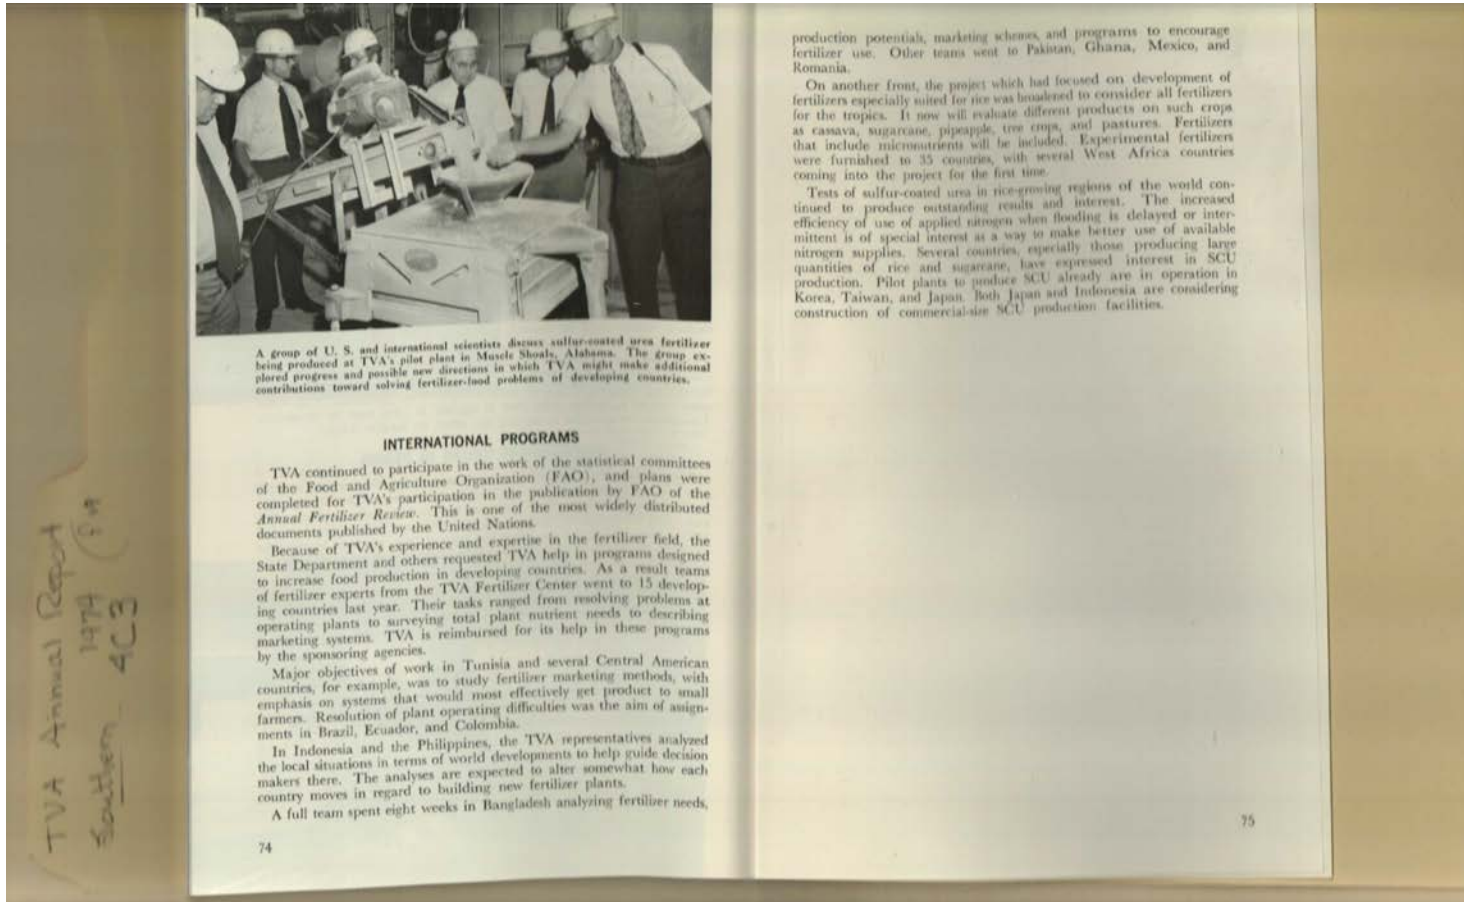 A group of U. S. and international scientists discuss sulfur-coated urea fertilizer
being produced at TVA's pilot plant in Muscle Shoals, Alabama. The group ex-
plored progress and possible new directions in which TVA might make additional
contributions toward solving fertilizer-food problems of developing countries.
INTERNATIONAL PROGRAMS
TVA continued to participate in the work of the statistical committees
of the Food and Agriculture Organization (FAO), and plans were
completed for TVA's participation in the publication by FAO of the
Annual Fertilizer Review. This is one of the most widely distributed
documents published by the United Nations.
Because of TVA's experience and expertise in the fertilizer field, the
State Department and others requested TVA help in programs designed
to increase food production in developing countries. As a result teams
of fertilizer experts from the TVA Fertilizer Center went to 15 develop-
ing countries last year. Their tasks ranged from resolving problems at
operating plants to surveying total plant nutrient needs to describing
marketing systems. TVA is reimbursed for its help in these programs
by the sponsoring agencies.
Major objectives of work in Tunisia and several Central American
countries, for example, was to study fertilizer marketing methods, with
emphasis on systems that would most effectively get product to small
farmers. Resolution of plant operating difficulties was the aim of assign-
ments in Brazil, Ecuador, and Colombia.
In Indonesia and the Philippines, the TVA representatives analyzed
the local situations in terms of world developments to help guide decision
makers there. The analyses are expected to alter somewhat how each
country moves in regard to building new fertilizer plants.
A full team spent eight weeks in Bangladesh analyzing fertilizer needs,
74
production potentials, marketing schemes, and programs to encourage
fertilizer use. Other teams went to Pakistan, Ghana, Mexico, and
Romania.
On another front, the project which had focused on development of
fertilizers especially suited for rice was broadened to consider all fertilizers
for the tropics. It now will evaluate different products on such crops
as cassava, sugarcane, pipeapple, tree crops, and pastures. Fertilizers
that include micronutrients will be included. Experimental fertilizers
were furnished to 35 countries, with several West Africa countries
coming into the project for the first time.
Tests of sulfur-coated urea in rice-growing regions of the world con-
tinued to produce outstanding results and interest. The increased
efficiency of use of applied nitrogen when flooding is delayed or inter-
mittent is of special interest as a way to make better use of available
nitrogen supplies. Several countries, especially those producing large
quantities of rice and sugarcane, have expressed interest in SCU
production. Pilot plants to produce SCU already are in operation in
Korea, Taiwan, and Japan. Both Japan and Indonesia are considering
construction of commercial-size SCU production facilities.
75
TVA Annual Report
1974
Southern 4C3